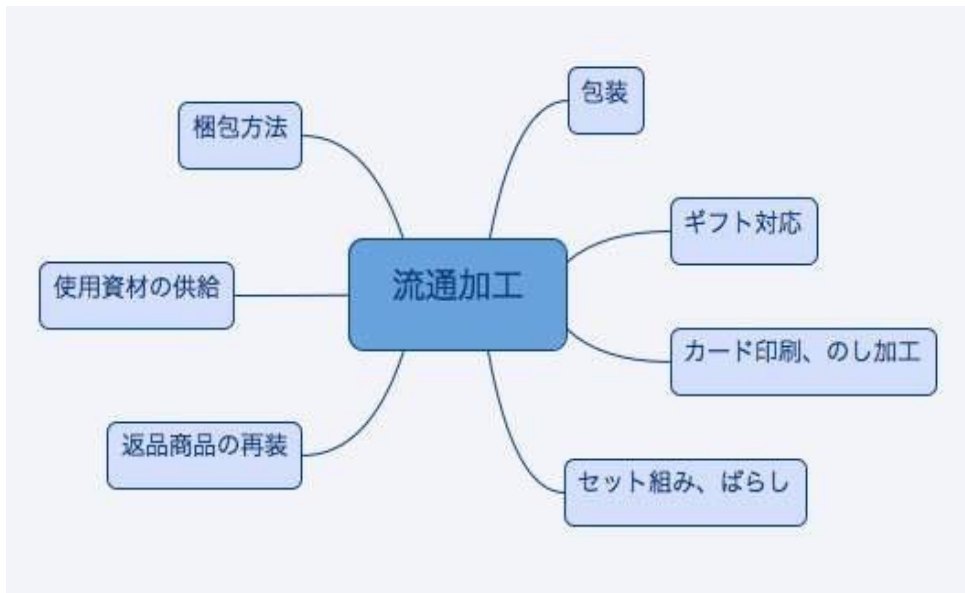 包装
梱包方法
ギフト対応
流通加工
使用資材の供給
カード印刷、のし加工
返品商品の再装
セット組み、ばらし